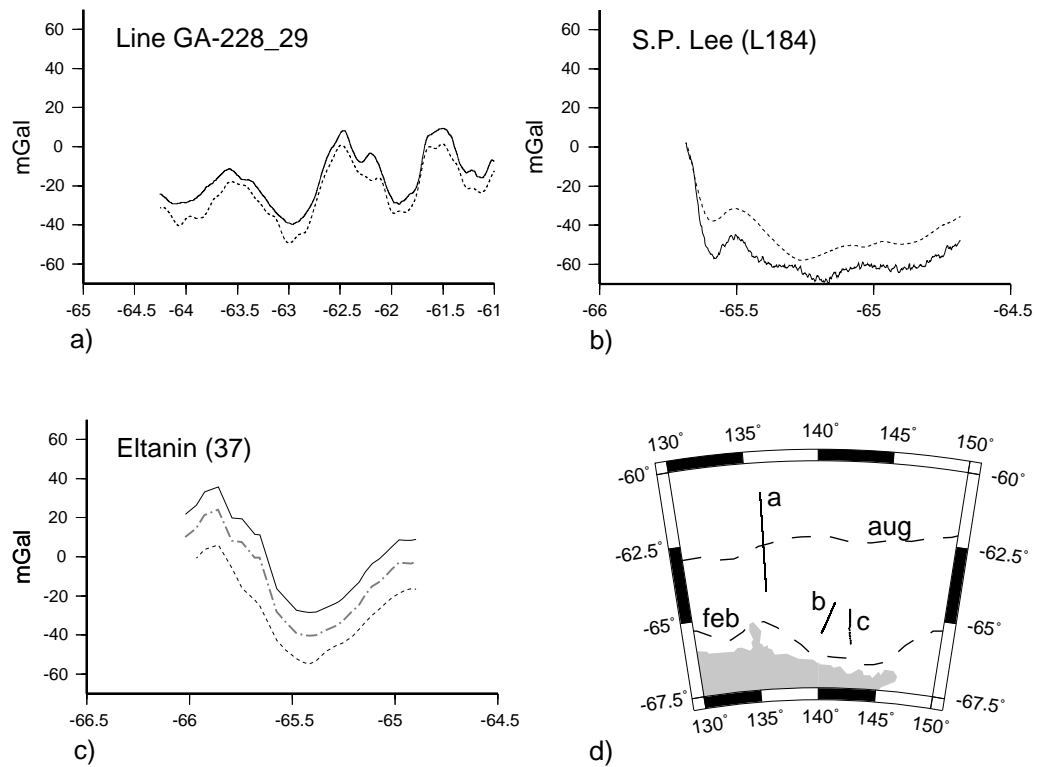 Line GA-228_29
60
40
20
0
-20
-40
-60
mGal
-65 -64.5 -64 -63.5 -63 -62.5 -62 -61.5 -61
a)
S.P. Lee (L184)
60
40
20
0
-20
-40
-60
mGal
-66 -65.5 -65 -64.5
b)
Eltanin (37)
60
40
20
0
-20
-40
-60
mGal
-66.5 -66 -65.5 -65 -64.5
c)
130˚ 135˚ 140˚ 145˚ 150˚
-60˚ -60˚
a
aug
-62.5˚ -62.5˚
b
feb c
-65˚ -65˚
-67.5˚ -67.5˚
130˚ 135˚ 140˚ 145˚ 150˚
d)